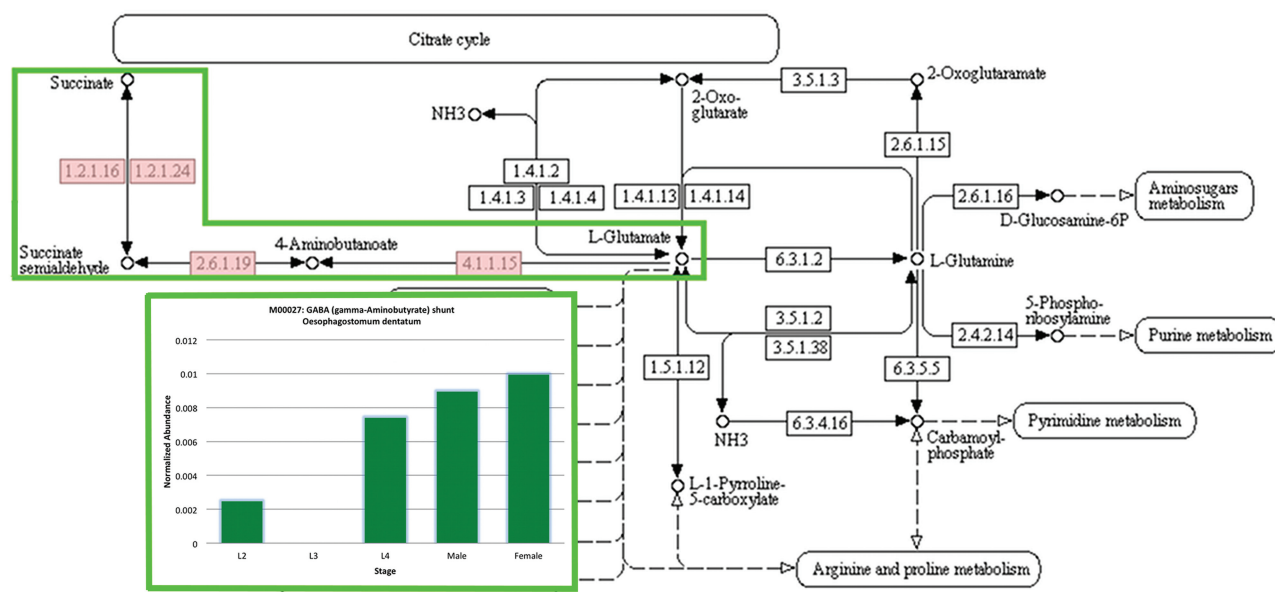 Citrate cycle
Succinate
2-Oxo-
glutarate
3.5.1.3
2-Oxoglutaramate
NH3
2.6.1.15
1.2.1.16
1.2.1.24
1.4.1.2
1.4.1.3
1.4.1.4
1.4.1.13
1.4.1.14
2.6.1.16
Aminosugars
metabolism
D-Glucosamine-6P
Succinate
semialdehyde
2.6.1.19
4-Aminobutanoate
4.1.1.15
L-Glutamate
6.3.1.2
L-Glutamine
M00027: GABA (gamma-Aminobutyrate) shunt
Oesophagostomum dentatum
Normalized Abundance
0.012
0.01
0.008
0.006
0.004
0.002
0
L2
L3
L4
Male
Female
Stage
3.5.1.2
3.5.1.38
5-Phospho-
ribosylamine
2.4.2.14
Purine metabolism
1.5.1.12
6.3.5.5
NH3
6.3.4.16
Carbamoyl-
phosphate
Pyrimidine metabolism
L-1-Pyrroline-
5-carboxylate
Arginine and proline metabolism